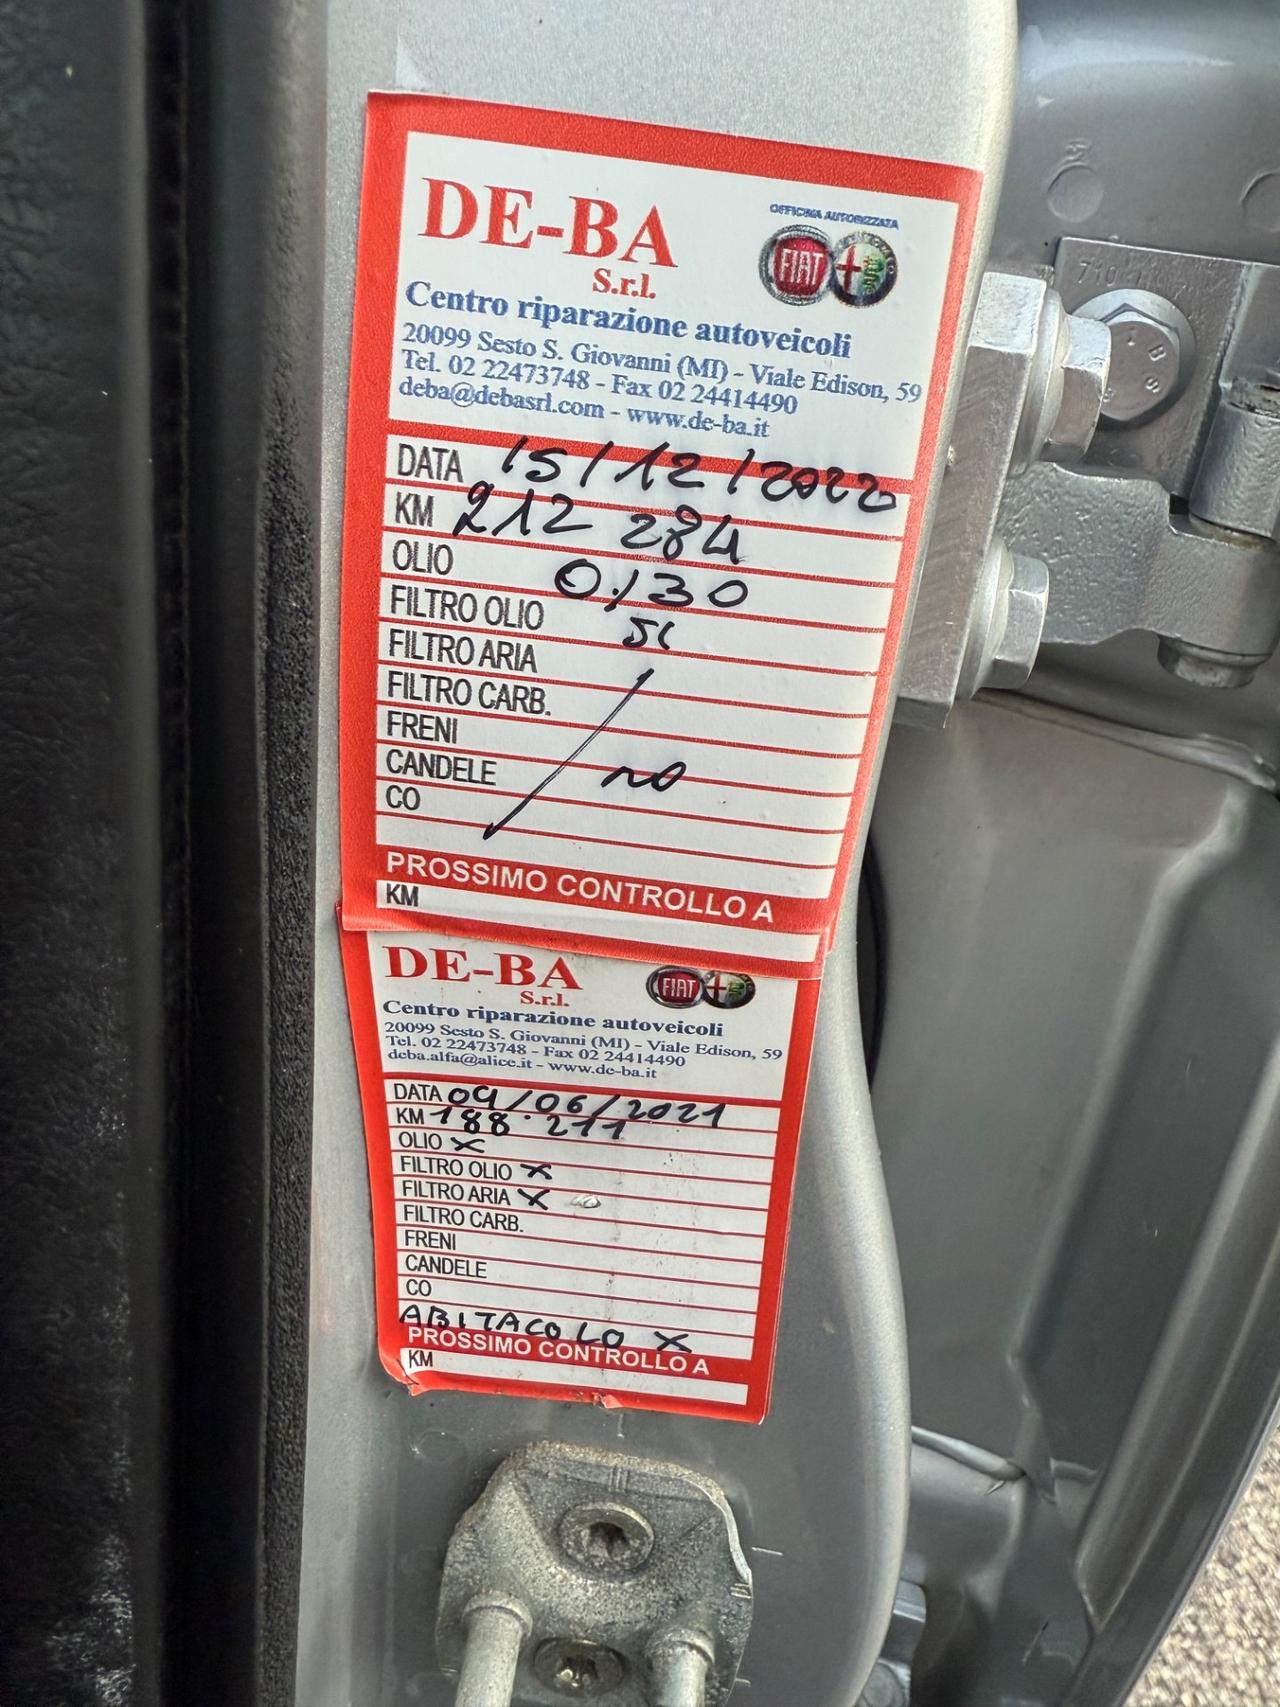 DE-BA
S.r.l.
OFFICINA AUTORIZZATA
FIAT
Centro riparazione autoveicoli
20099 Sesto S. Giovanni (MI) - Viale Edison, 59
Tel. 02 22473748 - Fax 02 24414490
deba@debasrl.com - www.de-ba.it
DATA 15/12/2022
KM 212 284
OLIO 0/30
FILTRO OLIO SI
FILTRO ARIA
FILTRO CARB.
FRENI
CANDELE no
CO
PROSSIMO CONTROLLO A
KM
DE-BA
S.r.l.
FIAT
Centro riparazione autoveicoli
20099 Sesto S. Giovanni (MI) - Viale Edison, 59
Tel. 02 22473748 - Fax 02 24414490
deba.alfa@alice.it - www.de-ba.it
DATA 09/06/2021
KM 188.211
OLIO X
FILTRO OLIO X
FILTRO ARIA X
FILTRO CARB.
FRENI
CANDELE
CO
ABITACOLO X
PROSSIMO CONTROLLO A
KM